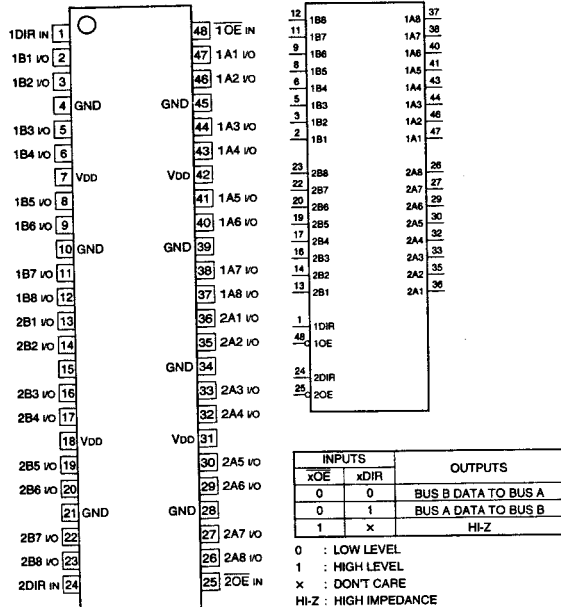 1DIR IN 1 48 1OE IN
1B1 I/O 2 47 1A1 I/O
1B2 I/O 3 46 1A2 I/O
4 GND GND 45
1B3 I/O 5 44 1A3 I/O
1B4 I/O 6 43 1A4 I/O
7 VDD VDD 42
1B5 I/O 8 41 1A5 I/O
1B6 I/O 9 40 1A6 I/O
10 GND GND 39
1B7 I/O 11 38 1A7 I/O
1B8 I/O 12 37 1A8 I/O
2B1 I/O 13 36 2A1 I/O
2B2 I/O 14 35 2A2 I/O
15 GND 34
2B3 I/O 16 33 2A3 I/O
2B4 I/O 17 32 2A4 I/O
18 VDD VDD 31
2B5 I/O 19 30 2A5 I/O
2B6 I/O 20 29 2A6 I/O
21 GND GND 28
2B7 I/O 22 27 2A7 I/O
2B8 I/O 23 26 2A8 I/O
2DIR IN 24 25 2OE IN
12 1B8 1A8 37
11 1B7 1A7 38
9 1B6 1A6 40
8 1B5 1A5 41
6 1B4 1A4 43
5 1B3 1A3 44
3 1B2 1A2 46
2 1B1 1A1 47
23 2B8 2A8 26
22 2B7 2A7 27
20 2B6 2A6 29
19 2B5 2A5 30
17 2B4 2A4 32
16 2B3 2A3 33
14 2B2 2A2 35
13 2B1 2A1 36
1 1DIR
48 1OE
24 2DIR
25 2OE
INPUTS OUTPUTS
xOE xDIR
0 0 BUS B DATA TO BUS A
0 1 BUS A DATA TO BUS B
1 × HI-Z
0 : LOW LEVEL
1 : HIGH LEVEL
× : DON'T CARE
HI-Z : HIGH IMPEDANCE